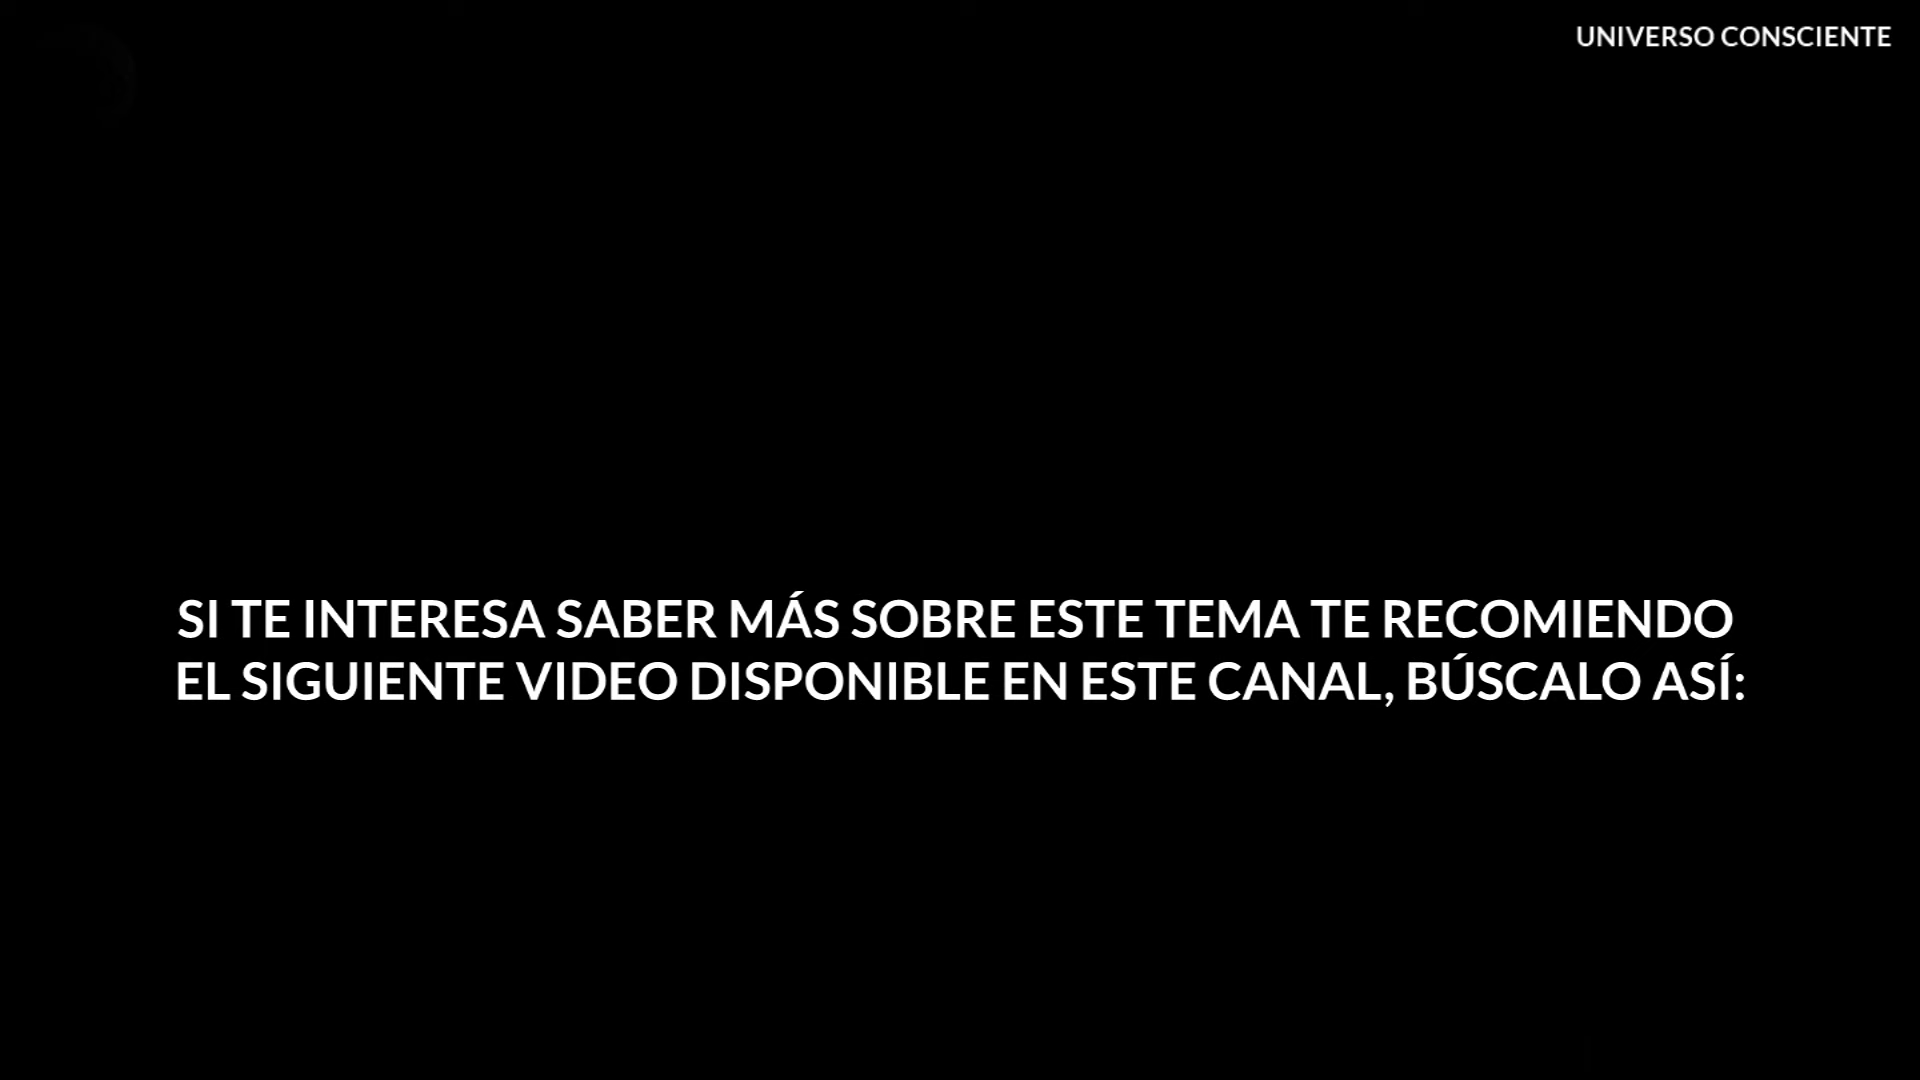 UNIVERSO CONSCIENTE
SI TE INTERESA SABER MÁS SOBRE ESTE TEMA TE RECOMIENDO
EL SIGUIENTE VIDEO DISPONIBLE EN ESTE CANAL, BÚSCALO ASÍ: